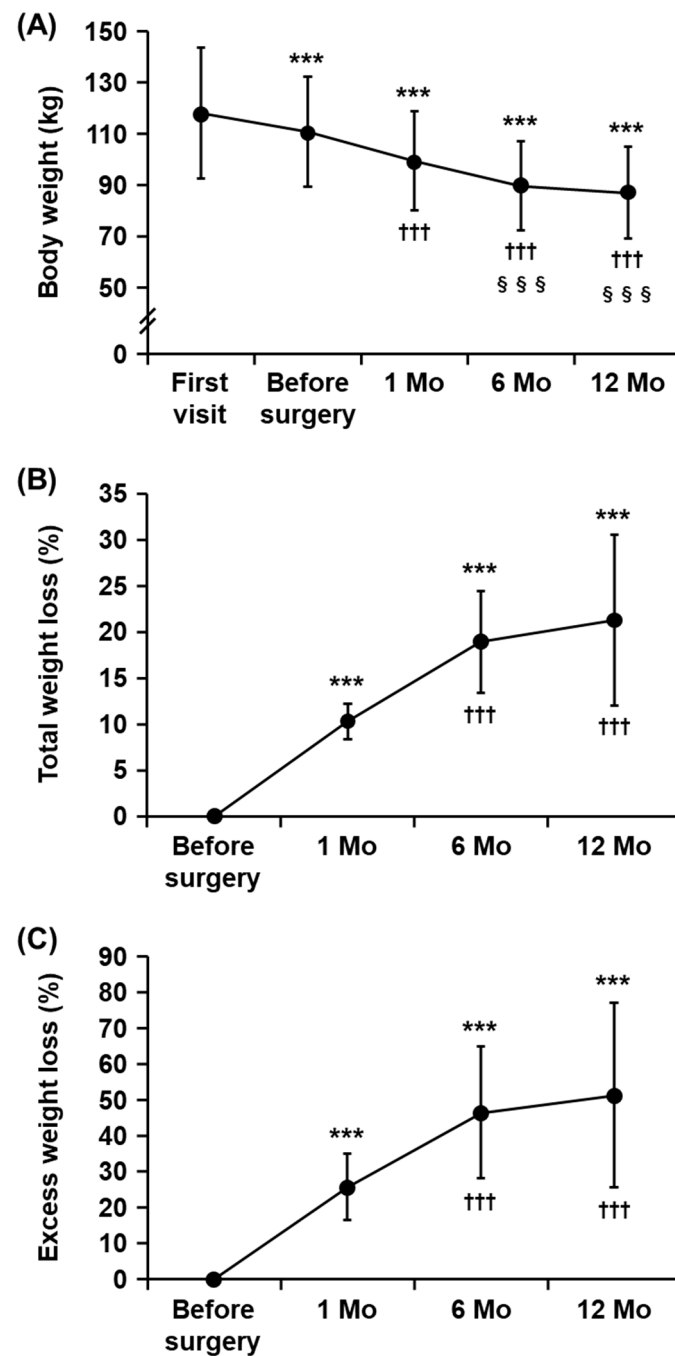 (A)
Body weight (kg)
150
130
110
90
70
50
0
***
***
***
***
†††
†††
†††
§ § §
§ § §
First visit
Before surgery
1 Mo
6 Mo
12 Mo
(B)
Total weight loss (%)
35
30
25
20
15
10
5
0
***
***
***
†††
†††
Before surgery
1 Mo
6 Mo
12 Mo
(C)
Excess weight loss (%)
90
80
70
60
50
40
30
20
10
0
***
***
***
†††
†††
Before surgery
1 Mo
6 Mo
12 Mo